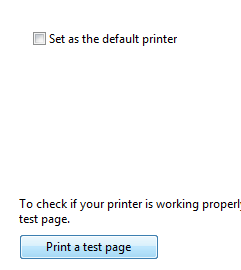 Set as the default printer
To check if your printer is working properly
test page.
Print a test page